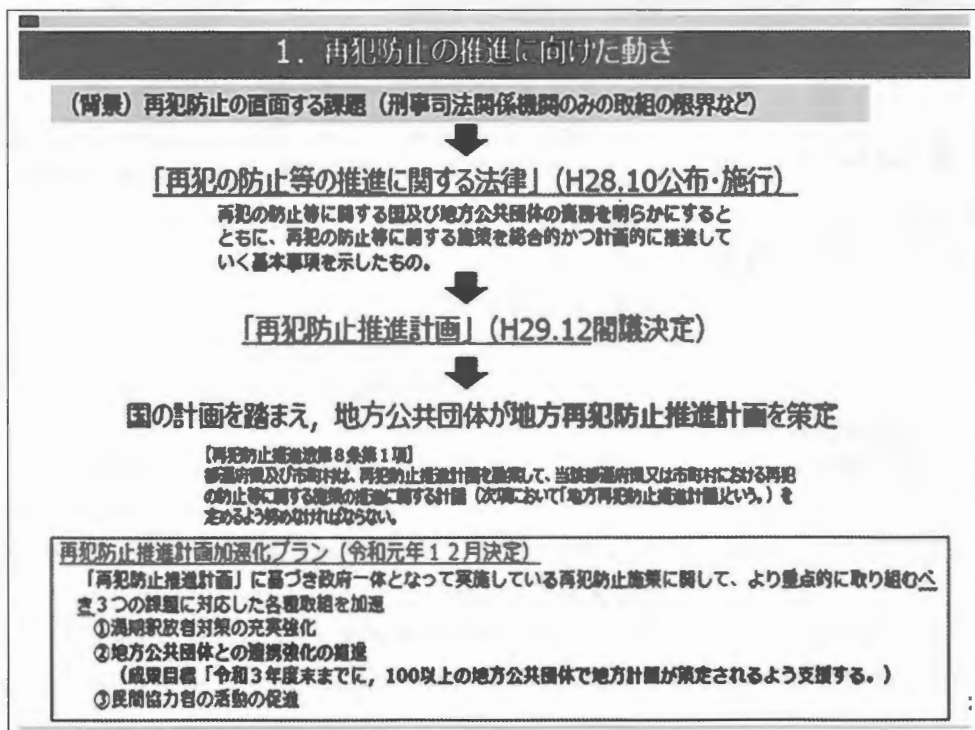 1. 再犯防止の推進に向けた動き
(背景)再犯防止の直面する課題(刑事司法関係機関のみの取組の限界など)
「再犯の防止等の推進に関する法律」(H28.10公布・施行)
再犯の防止等に関する国及び地方公共団体の責務を明らかにすると
ともに、再犯の防止等に関する施策を総合的かつ計画的に推進して
いく基本事項を示したもの。
「再犯防止推進計画」(H29.12閣議決定)
国の計画を踏まえ,地方公共団体が地方再犯防止推進計画を策定
【再犯防止推進法第8条第1項】
都道府県及び市町村は、再犯防止推進計画を勘案して、当該都道府県又は市町村における再犯
の防止等に関する施策の推進に関する計画(次項において「地方再犯防止推進計画」という。)を
定めるよう努めなければならない。
再犯防止推進計画加速化プラン(令和元年12月決定)
「再犯防止推進計画」に基づき政府一体となって実施している再犯防止施策に関して、より重点的に取り組むべ
き3つの課題に対応した各種取組を加速
①満期釈放者対策の充実強化
②地方公共団体との連携強化の推進
(成果目標「令和3年度末までに,100以上の地方公共団体で地方計画が策定されるよう支援する。)
③民間協力者の活動の促進